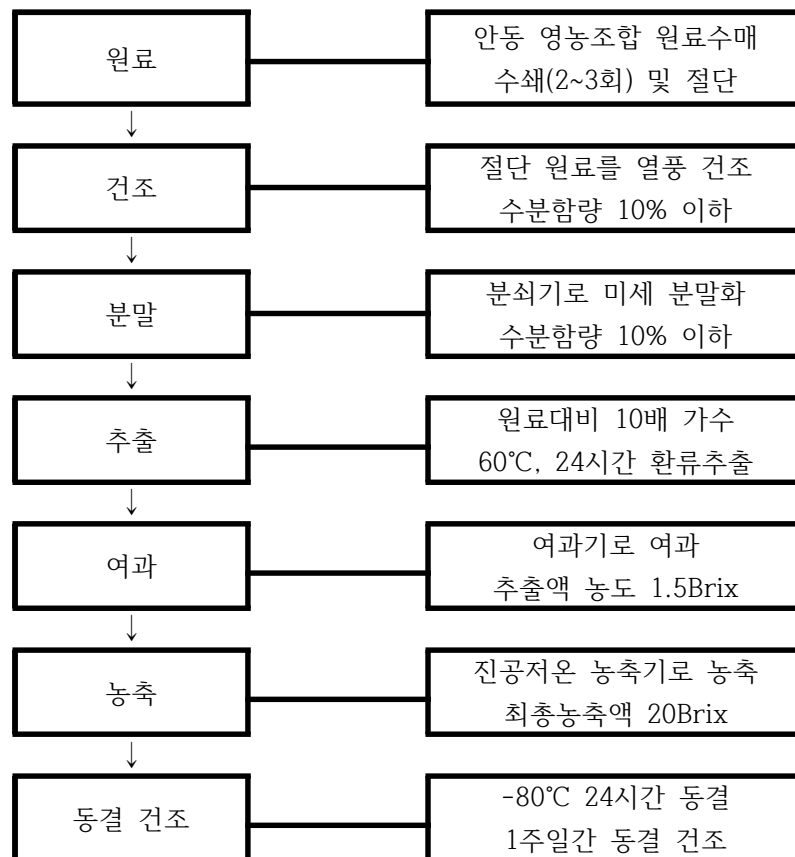 원료
안동 영농조합 원료수매
수쇄(2~3회) 및 절단
건조
절단 원료를 열풍 건조
수분함량 10% 이하
분말
분쇠기로 미세 분말화
수분함량 10% 이하
추출
원료대비 10배 가수
60℃, 24시간 환류추출
여과
여과기로 여과
추출액 농도 1.5Brix
농축
진공저온 농축기로 농축
최종농축액 20Brix
동결 건조
-80℃ 24시간 동결
1주일간 동결 건조